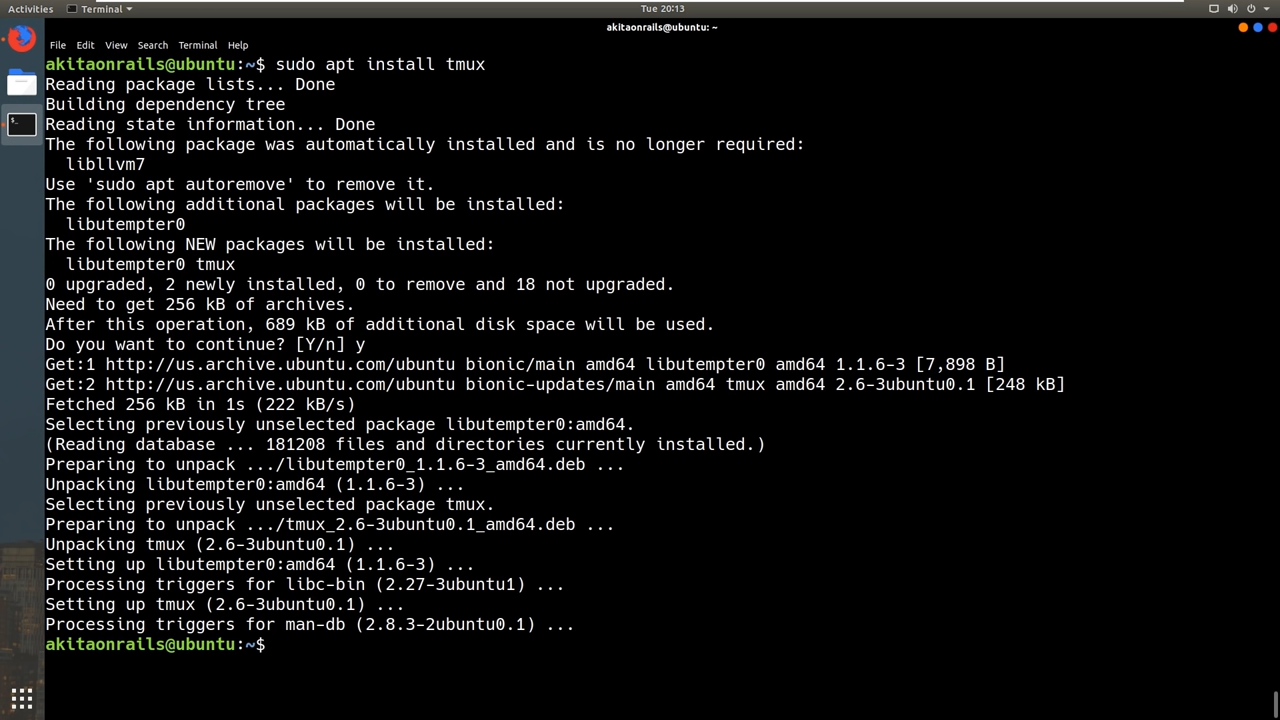 Activities Terminal Tue 20:13
akitaonrails@ubuntu: ~
File Edit View Search Terminal Help
akitaonrails@ubuntu:~$ sudo apt install tmux
Reading package lists... Done
Building dependency tree
Reading state information... Done
The following package was automatically installed and is no longer required:
  libllvm7
Use 'sudo apt autoremove' to remove it.
The following additional packages will be installed:
  libutempter0
The following NEW packages will be installed:
  libutempter0 tmux
0 upgraded, 2 newly installed, 0 to remove and 18 not upgraded.
Need to get 256 kB of archives.
After this operation, 689 kB of additional disk space will be used.
Do you want to continue? [Y/n] y
Get:1 http://us.archive.ubuntu.com/ubuntu bionic/main amd64 libutempter0 amd64 1.1.6-3 [7,898 B]
Get:2 http://us.archive.ubuntu.com/ubuntu bionic-updates/main amd64 tmux amd64 2.6-3ubuntu0.1 [248 kB]
Fetched 256 kB in 1s (222 kB/s)
Selecting previously unselected package libutempter0:amd64.
(Reading database ... 181208 files and directories currently installed.)
Preparing to unpack .../libutempter0_1.1.6-3_amd64.deb ...
Unpacking libutempter0:amd64 (1.1.6-3) ...
Selecting previously unselected package tmux.
Preparing to unpack .../tmux_2.6-3ubuntu0.1_amd64.deb ...
Unpacking tmux (2.6-3ubuntu0.1) ...
Setting up libutempter0:amd64 (1.1.6-3) ...
Processing triggers for libc-bin (2.27-3ubuntu1) ...
Setting up tmux (2.6-3ubuntu0.1) ...
Processing triggers for man-db (2.8.3-2ubuntu0.1) ...
akitaonrails@ubuntu:~$